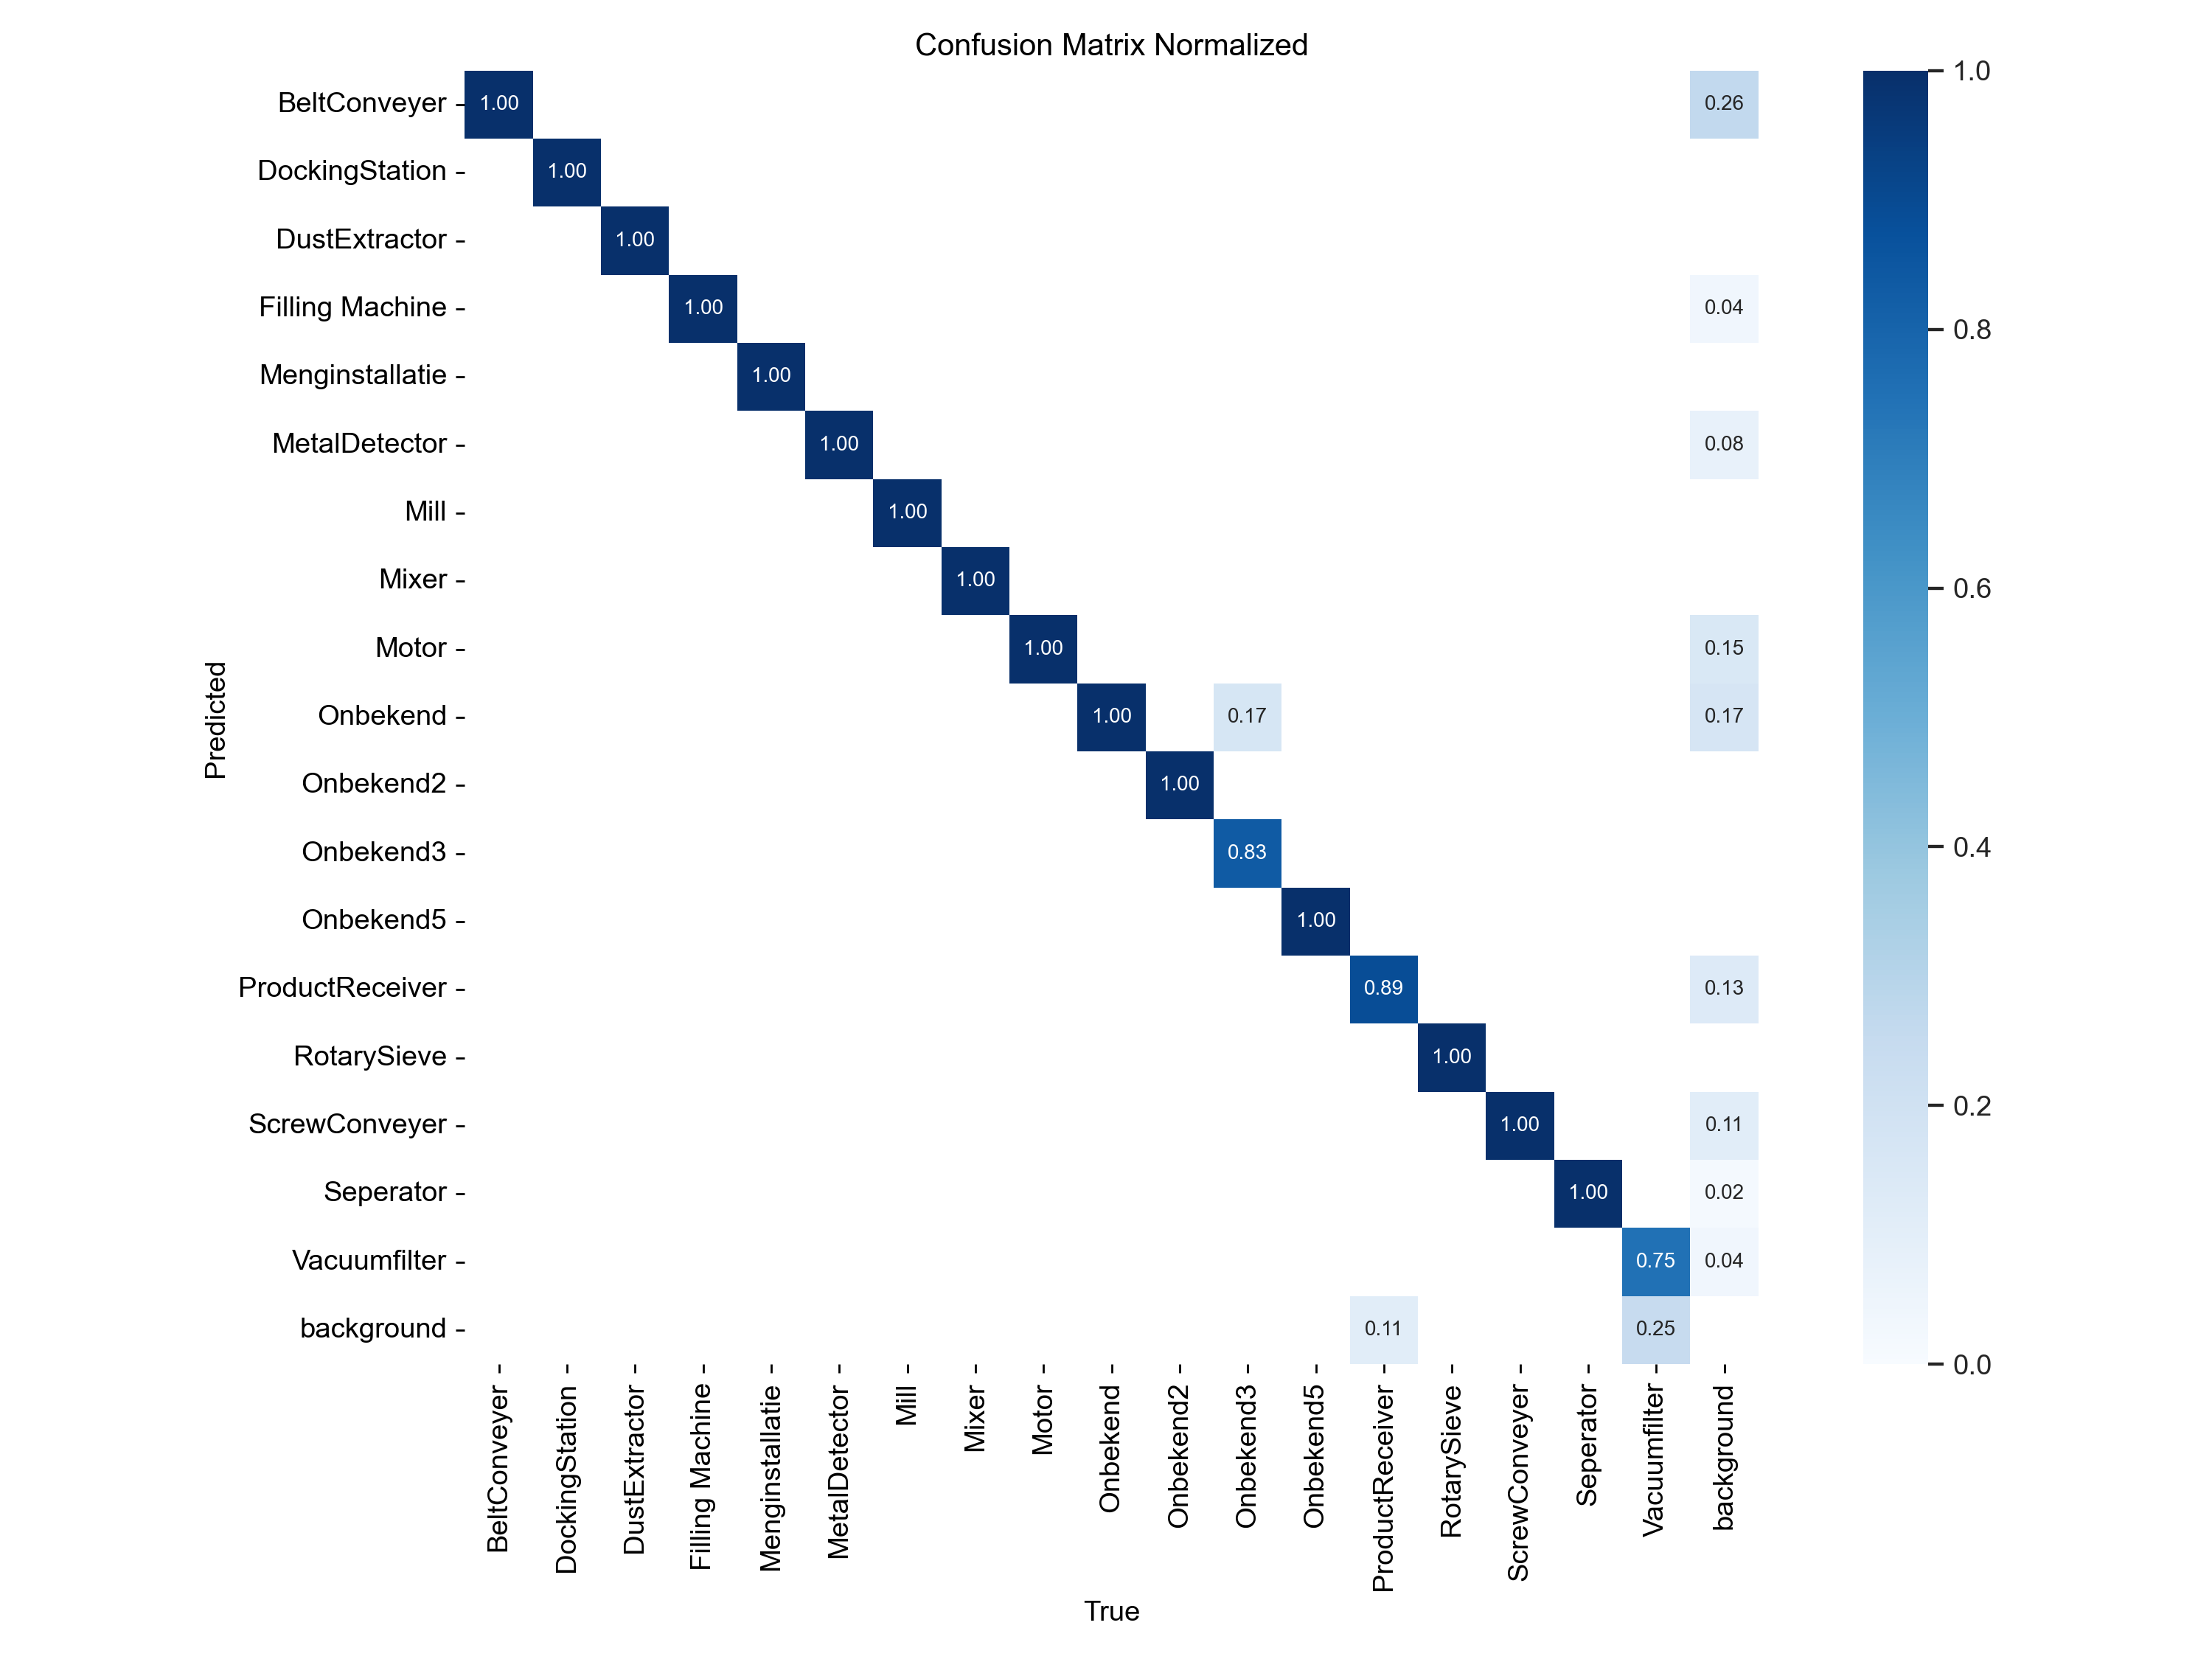 Confusion Matrix Normalized
BeltConveyer 1.00 0.26
DockingStation 1.00
DustExtractor 1.00
Filling Machine 1.00 0.04
Menginstallatie 1.00
MetalDetector 1.00 0.08
Mill 1.00
Mixer 1.00
Motor 1.00 0.15
Onbekend 1.00 0.17 0.17
Onbekend2 1.00
Onbekend3 0.83
Onbekend5 1.00
ProductReceiver 0.89 0.13
RotarySieve 1.00
ScrewConveyer 1.00 0.11
Seperator 1.00 0.02
Vacuumfilter 0.75 0.04
background 0.11 0.25
Predicted
BeltConveyer
DockingStation
DustExtractor
Filling Machine
Menginstallatie
MetalDetector
Mill
Mixer
Motor
Onbekend
Onbekend2
Onbekend3
Onbekend5
ProductReceiver
RotarySieve
ScrewConveyer
Seperator
Vacuumfilter
background
True
1.0
0.8
0.6
0.4
0.2
0.0